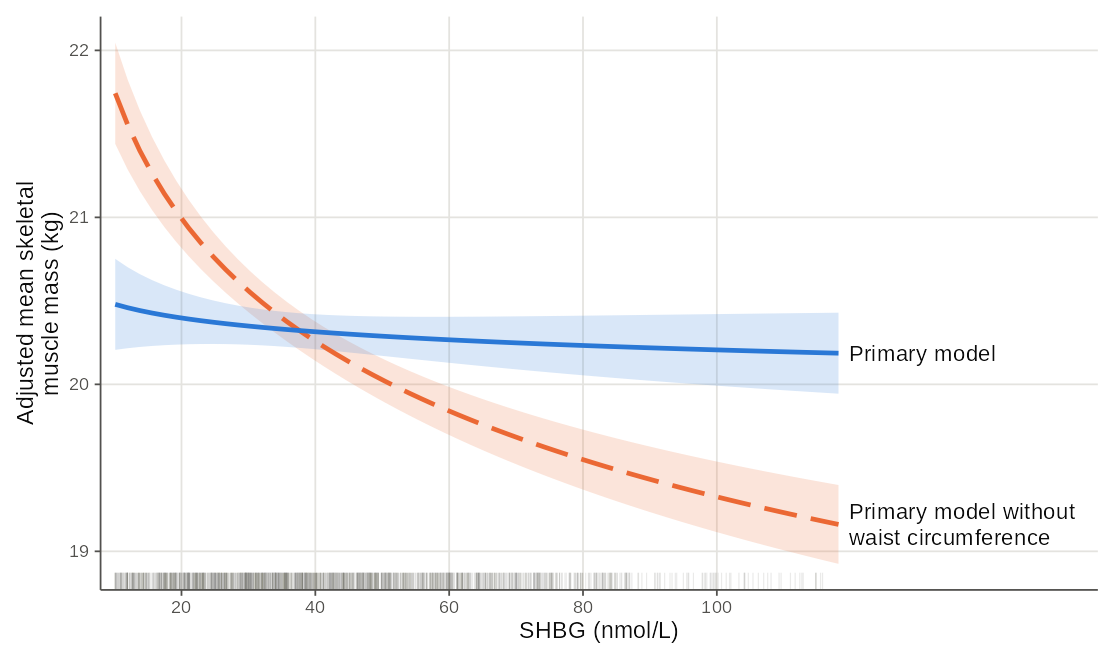 Adjusted mean skeletal
muscle mass (kg)
22
21
20
19
20
40
60
80
100
SHBG (nmol/L)
Primary model
Primary model without
waist circumference